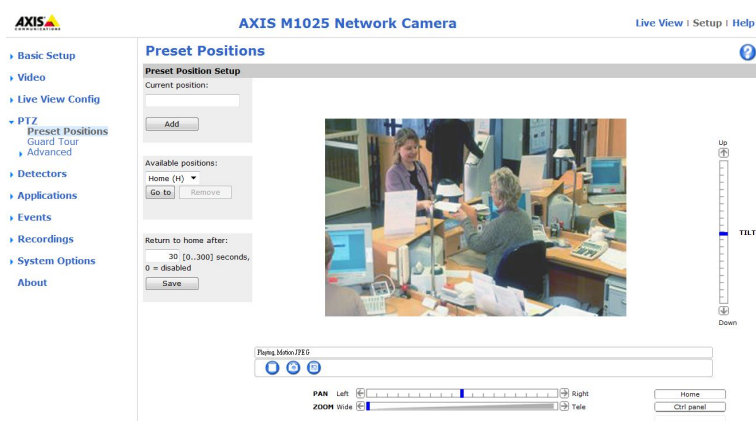 AXIS
COMMUNICATIONS
AXIS M1025 Network Camera
Live View | Setup | Help
Basic Setup
Video
Live View Config
PTZ
Preset Positions
Guard Tour
Advanced
Detectors
Applications
Events
Recordings
System Options
About
Preset Positions
?
Preset Position Setup
Current position:
Add
Available positions:
Home (H)
Go to Remove
Return to home after:
30 [0..300] seconds,
0 = disabled
Save
Up
TILT
Down
Playing, Motion JPEG
PAN Left Right
Home
ZOOM Wide Tele
Ctrl panel